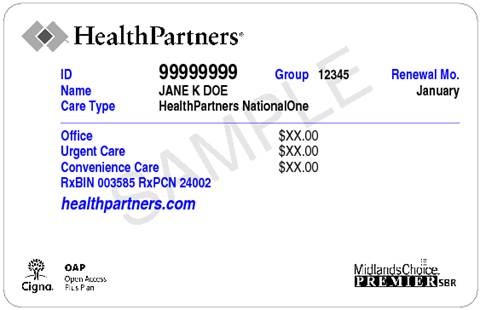 HealthPartners®
ID 99999999 Group 12345 Renewal Mo.
Name JANE K DOE January
Care Type HealthPartners NationalOne
SAMPLE
Office $XX.00
Urgent Care $XX.00
Convenience Care $XX.00
RxBIN 003585 RxPCN 24002
healthpartners.com
Cigna. OAP
Open Access
Plus Plan
MidlandsChoice
PREMIER SBR